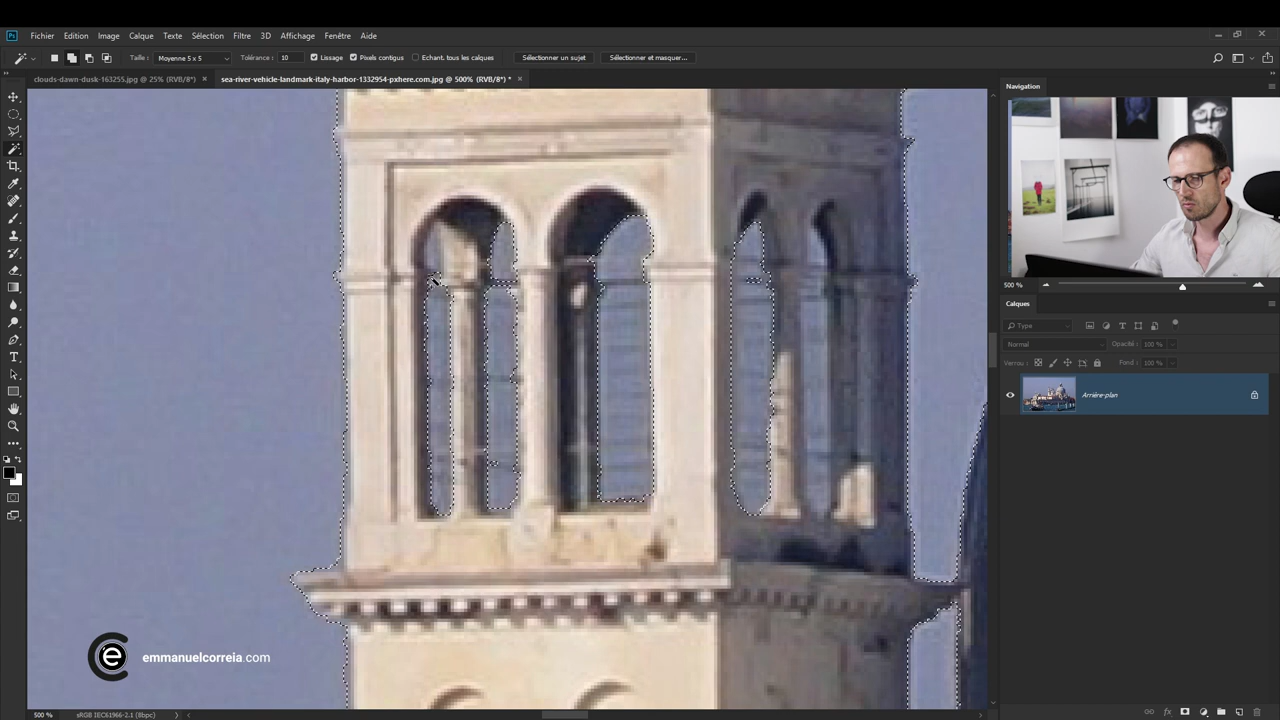 Ps Fichier Edition Image Calque Texte Sélection Filtre 3D Affichage Fenêtre Aide
Taille : Moyenne 5 x 5 Tolérance : 10 Lissage Pixels contigus Echant. tous les calques Sélectionner un sujet Sélectionner et masquer...
clouds-dawn-dusk-163255.jpg @ 25% (RVB/8*) × sea-river-vehicle-landmark-italy-harbor-1332954-pxhere.com.jpg @ 500% (RVB/8*) * ×
Navigation
500 %
Calques
Type
Normal Opacité : 100 %
Verrou : Fond : 100 %
Arrière-plan
T
e emmanuelcorreia.com
fx
500 % sRGB IEC61966-2.1 (8bpc)